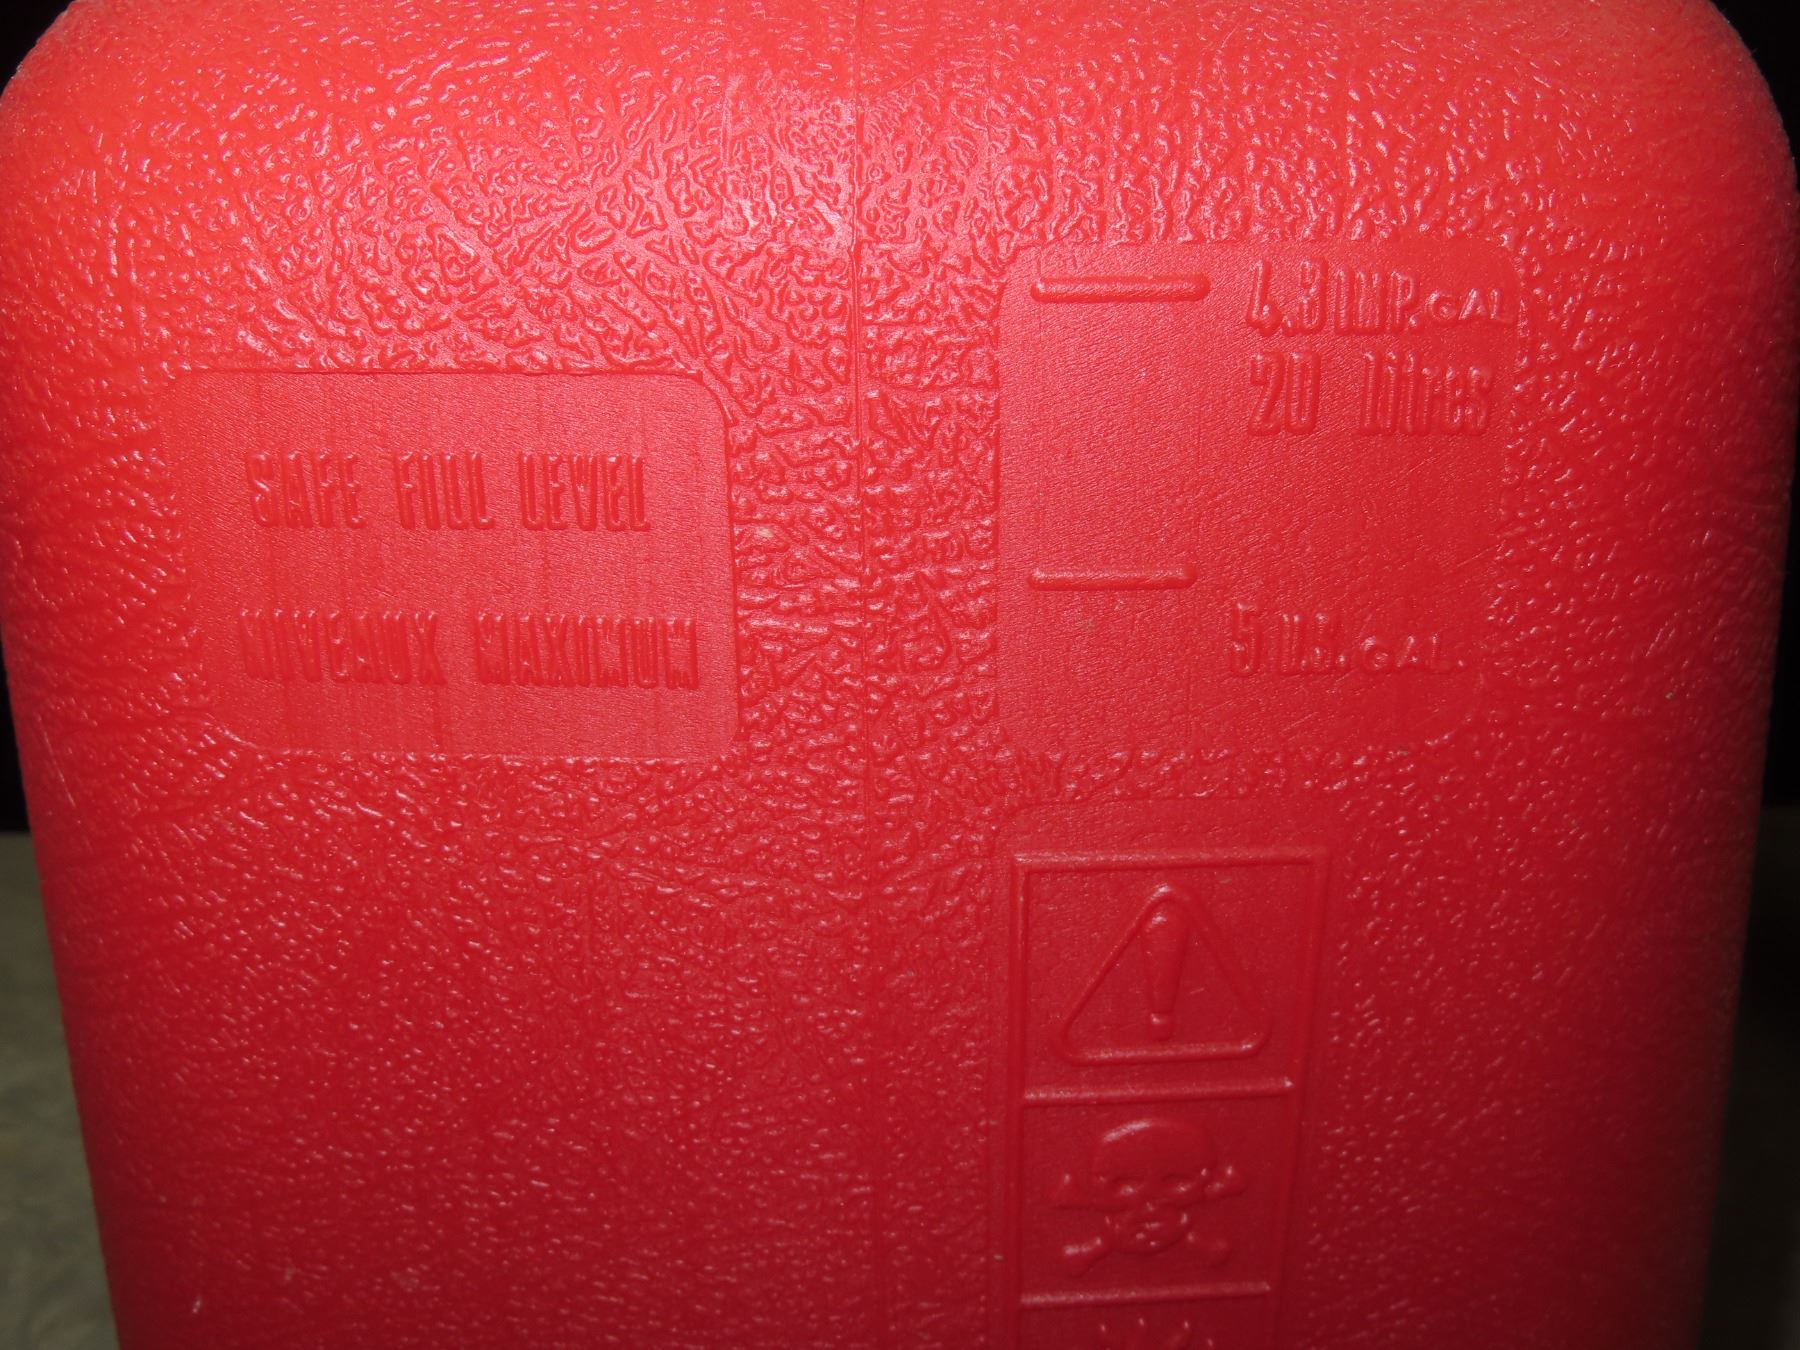 SAFE FILL LEVEL
NIVEAUX MAXIMUM
4.3 IMP. GAL
20 litres
5 U.S. GAL.